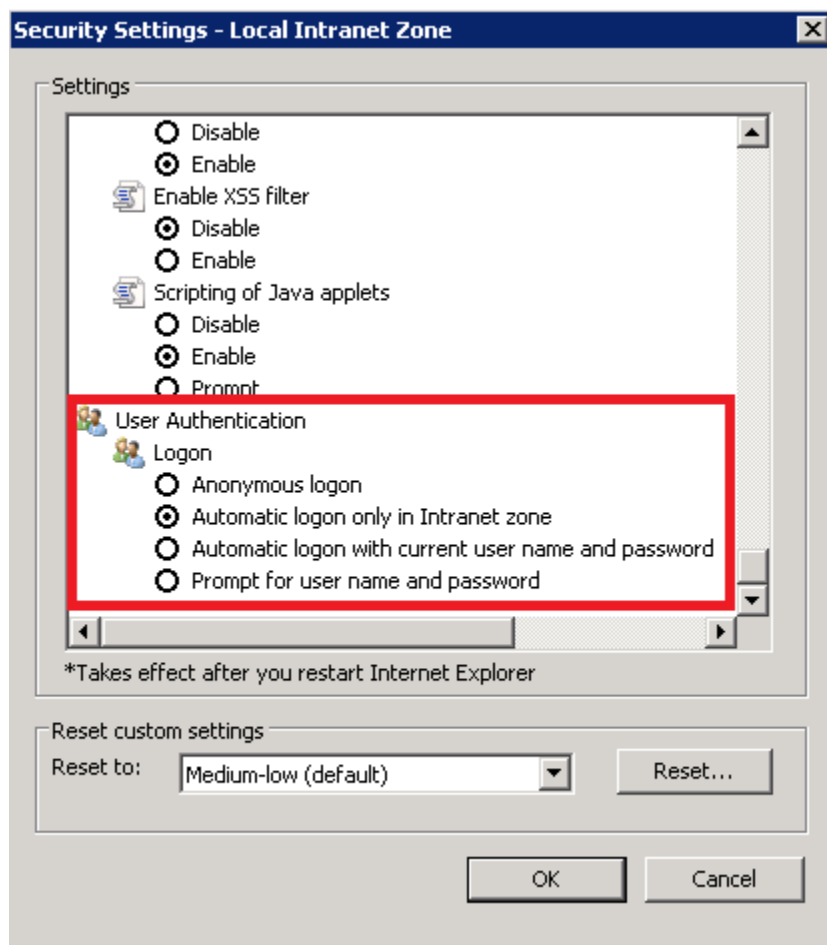 Security Settings - Local Intranet Zone
Settings
Disable
Enable
Enable XSS filter
Disable
Enable
Scripting of Java applets
Disable
Enable
Prompt
User Authentication
Logon
Anonymous logon
Automatic logon only in Intranet zone
Automatic logon with current user name and password
Prompt for user name and password
*Takes effect after you restart Internet Explorer
Reset custom settings
Reset to:
Medium-low (default)
Reset...
OK
Cancel